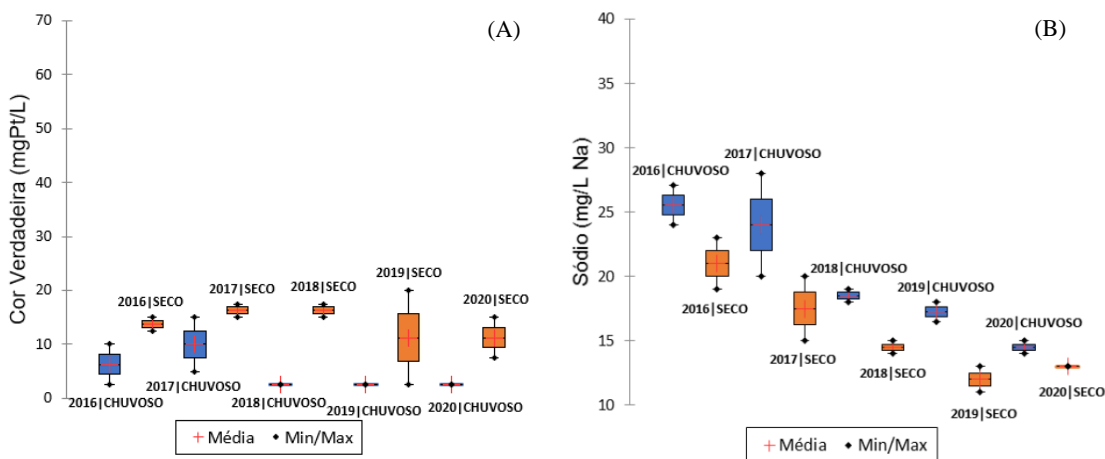 (A)
Cor Verdadeira (mgPt/L)
70
60
50
40
30
20
10
0
2016|CHUVOSO
2016|SECO
2017|CHUVOSO
2017|SECO
2018|CHUVOSO
2018|SECO
2019|CHUVOSO
2019|SECO
2020|CHUVOSO
2020|SECO
Média Min/Max
(B)
Sódio (mg/L Na)
40
35
30
25
20
15
10
2016|CHUVOSO
2016|SECO
2017|CHUVOSO
2017|SECO
2018|CHUVOSO
2018|SECO
2019|CHUVOSO
2019|SECO
2020|CHUVOSO
2020|SECO
Média Min/Max